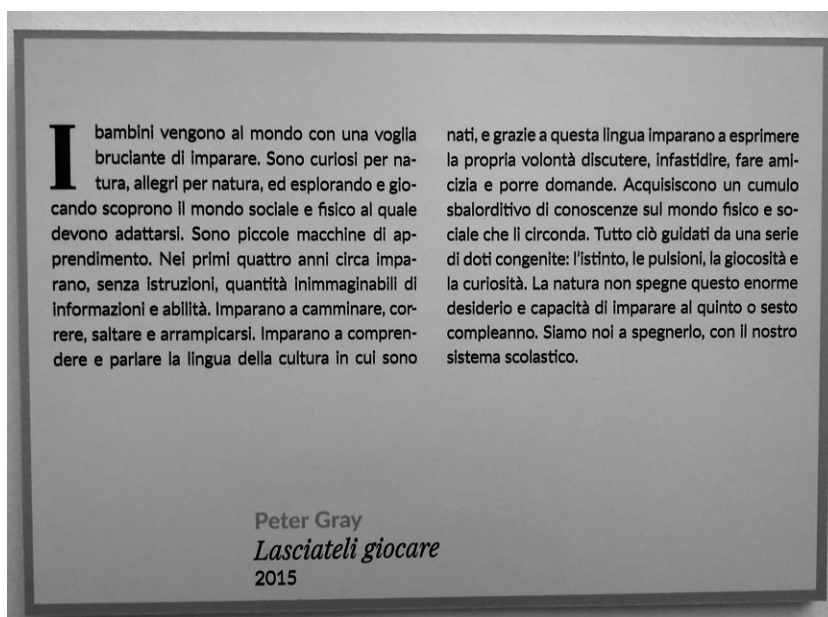 I bambini vengono al mondo con una voglia
bruciante di imparare. Sono curiosi per na-
tura, allegri per natura, ed esplorando e gio-
cando scoprono il mondo sociale e fisico al quale
devono adattarsi. Sono piccole macchine di ap-
prendimento. Nei primi quattro anni circa impa-
rano, senza istruzioni, quantità inimmaginabili di
informazioni e abilità. Imparano a camminare, cor-
rere, saltare e arrampicarsi. Imparano a compren-
dere e parlare la lingua della cultura in cui sono
nati, e grazie a questa lingua imparano a esprimere
la propria volontà discutere, infastidire, fare ami-
cizia e porre domande. Acquisiscono un cumulo
sbalorditivo di conoscenze sul mondo fisico e so-
ciale che li circonda. Tutto ciò guidati da una serie
di doti congenite: l'istinto, le pulsioni, la giocosità e
la curiosità. La natura non spegne questo enorme
desiderio e capacità di imparare al quinto o sesto
compleanno. Siamo noi a spegnerlo, con il nostro
sistema scolastico.
Peter Gray
Lasciateli giocare
2015